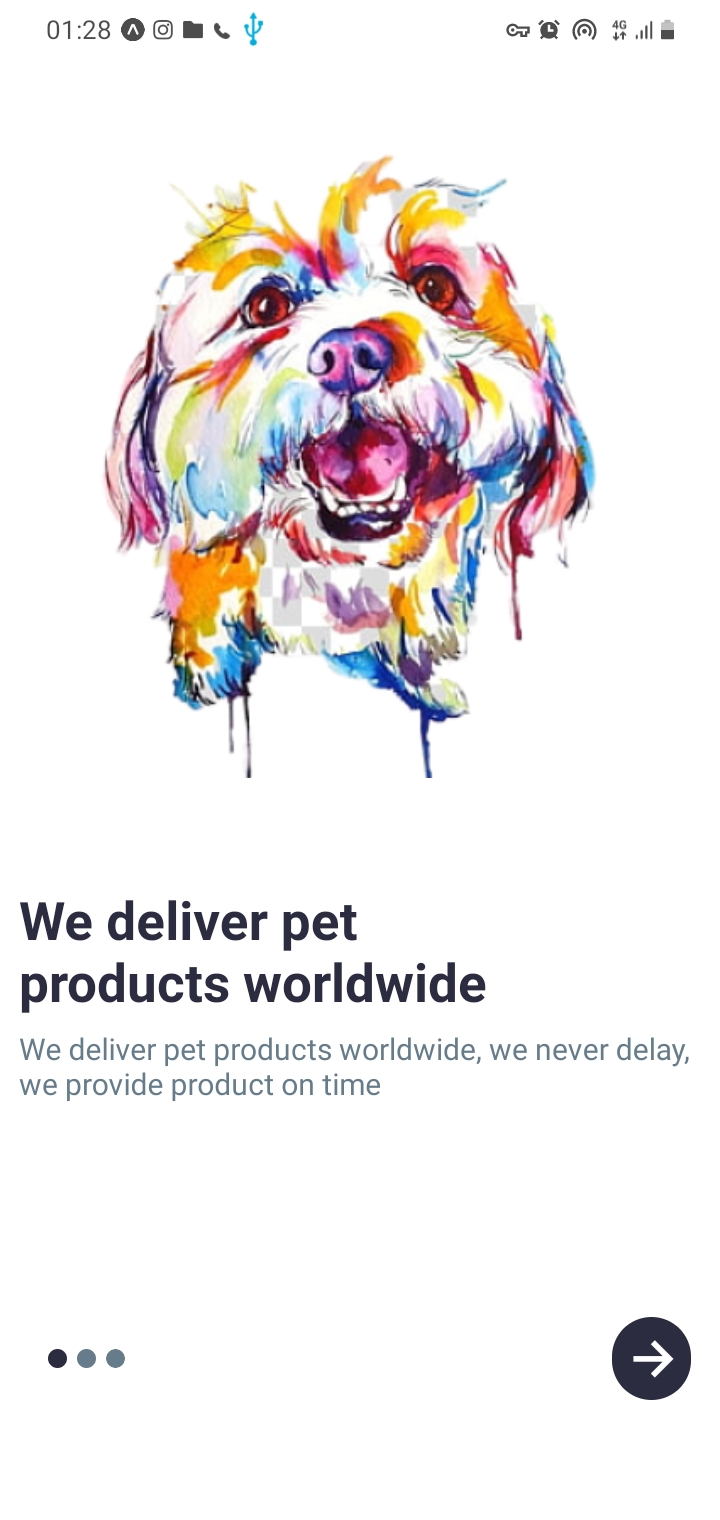 01:28
4G
We deliver pet
products worldwide
We deliver pet products worldwide, we never delay,
we provide product on time